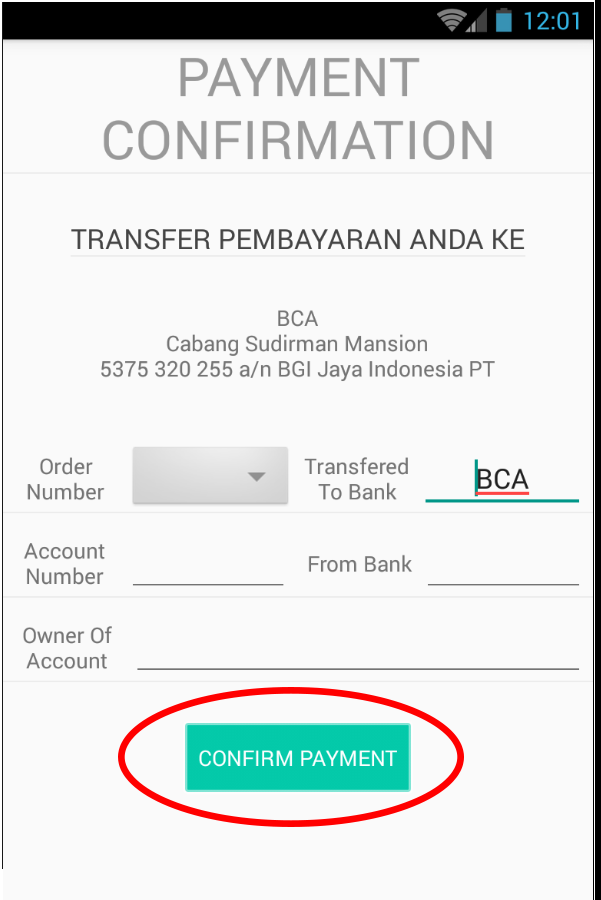 12:01
PAYMENT
CONFIRMATION
TRANSFER PEMBAYARAN ANDA KE
BCA
Cabang Sudirman Mansion
5375 320 255 a/n BGI Jaya Indonesia PT
Order
Number
Transfered
To Bank
BCA
Account
Number
From Bank
Owner Of
Account
CONFIRM PAYMENT